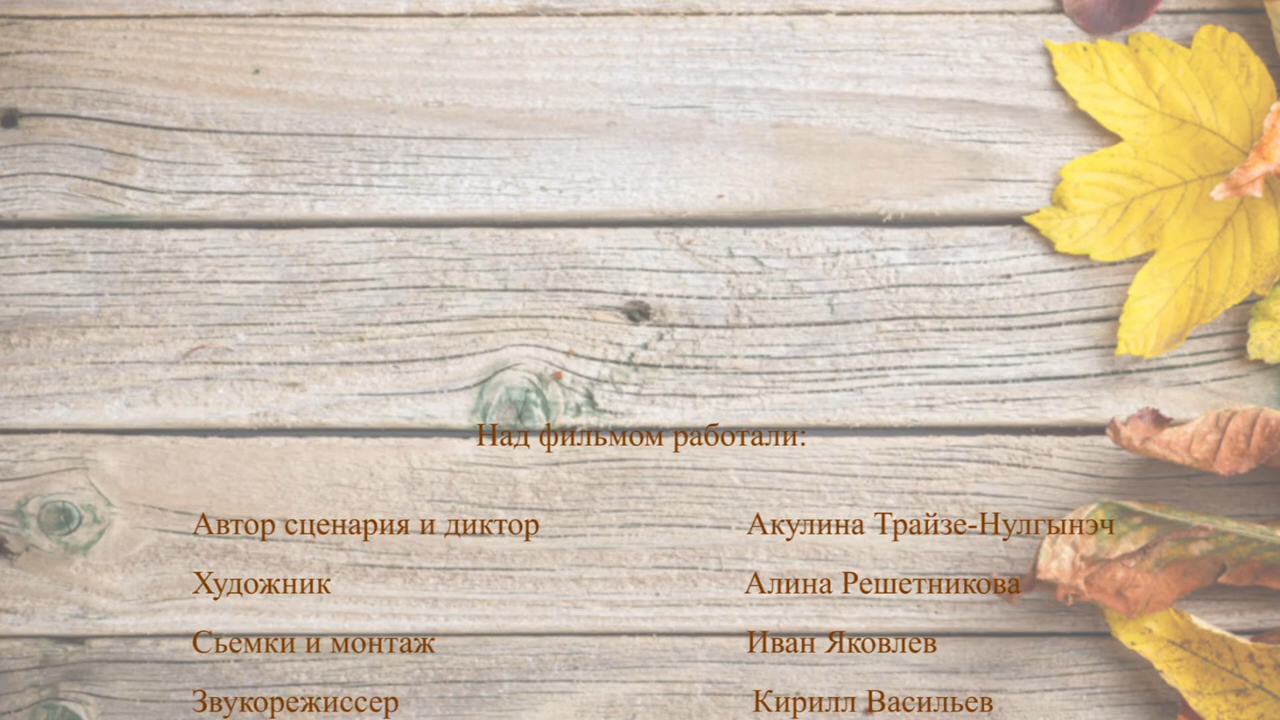 Над фильмом работали:
Автор сценария и диктор Акулина Трайзе-Нулгынэч
Художник Алина Решетникова
Сьемки и монтаж Иван Яковлев
Звукорежиссер Кирилл Васильев